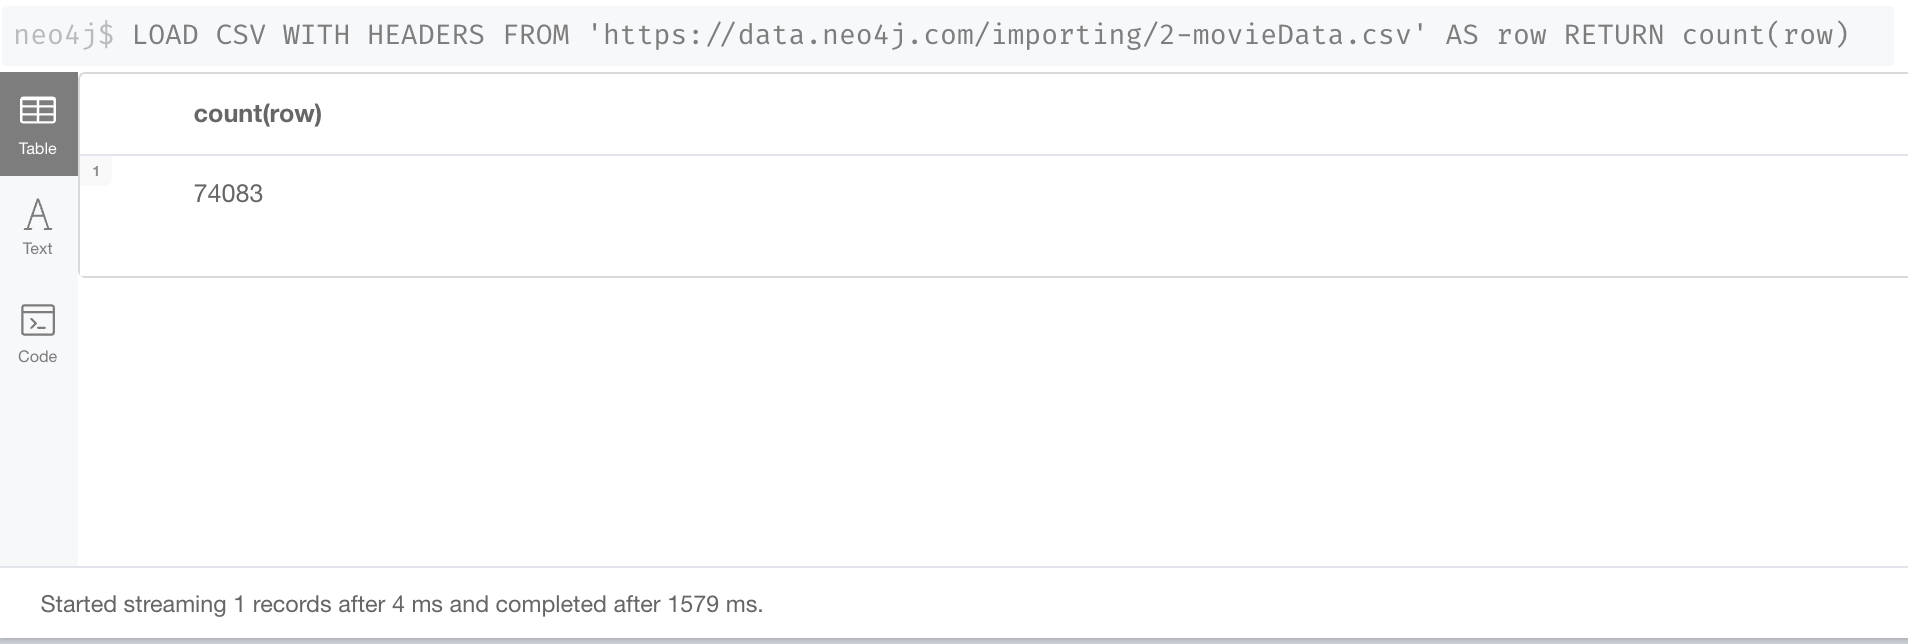 neo4j$ LOAD CSV WITH HEADERS FROM 'https://data.neo4j.com/importing/2-movieData.csv' AS row RETURN count(row)
Table
count(row)
1
74083
Text
Code
Started streaming 1 records after 4 ms and completed after 1579 ms.